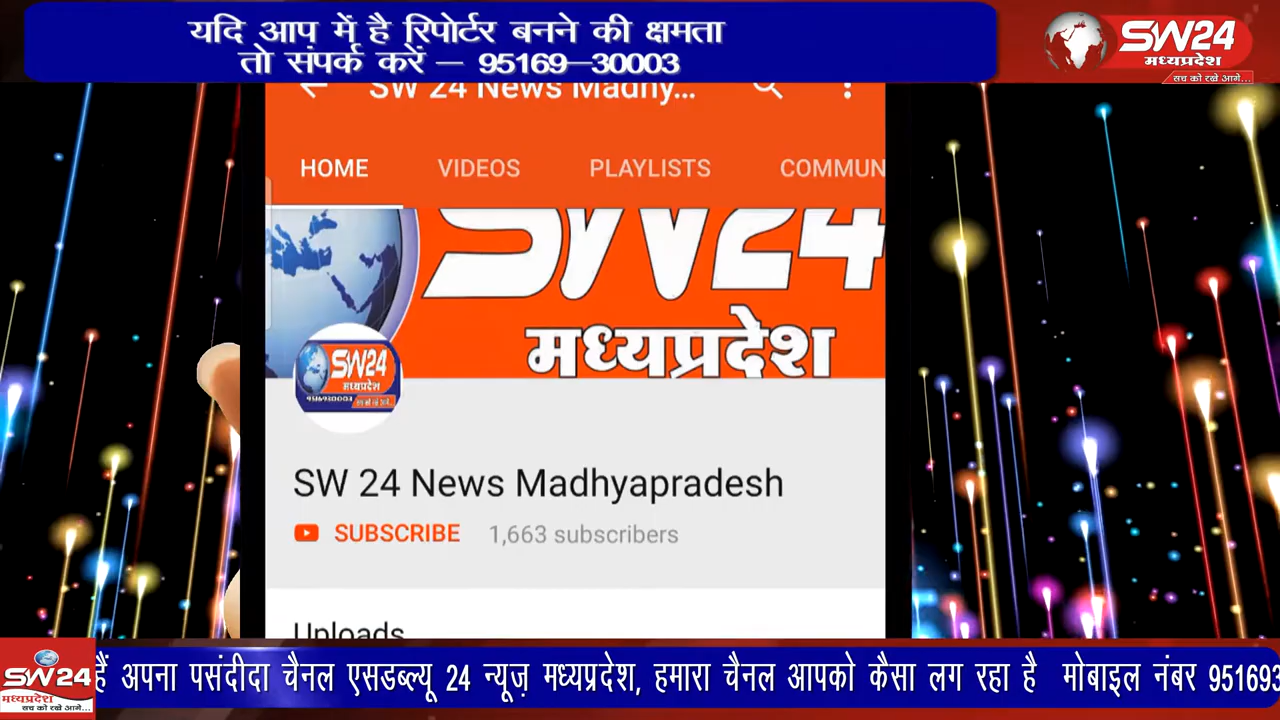 यदि आप में है रिपोर्टर बनने की क्षमता
तो संपर्क करें – 95169–30003
SW24
मध्यप्रदेश
सच को रखे आगे...
SW 24 News Madhy...
HOME VIDEOS PLAYLISTS COMMUN
SW24
मध्यप्रदेश
SW24
मध्यप्रदेश
9516930003
SW 24 News Madhyapradesh
SUBSCRIBE 1,663 subscribers
Uploads
SW24
मध्यप्रदेश
सच को रखे आगे...
हैं अपना पसंदीदा चैनल एसडब्ल्यू 24 न्यूज़ मध्यप्रदेश, हमारा चैनल आपको कैसा लग रहा है मोबाइल नंबर 951693